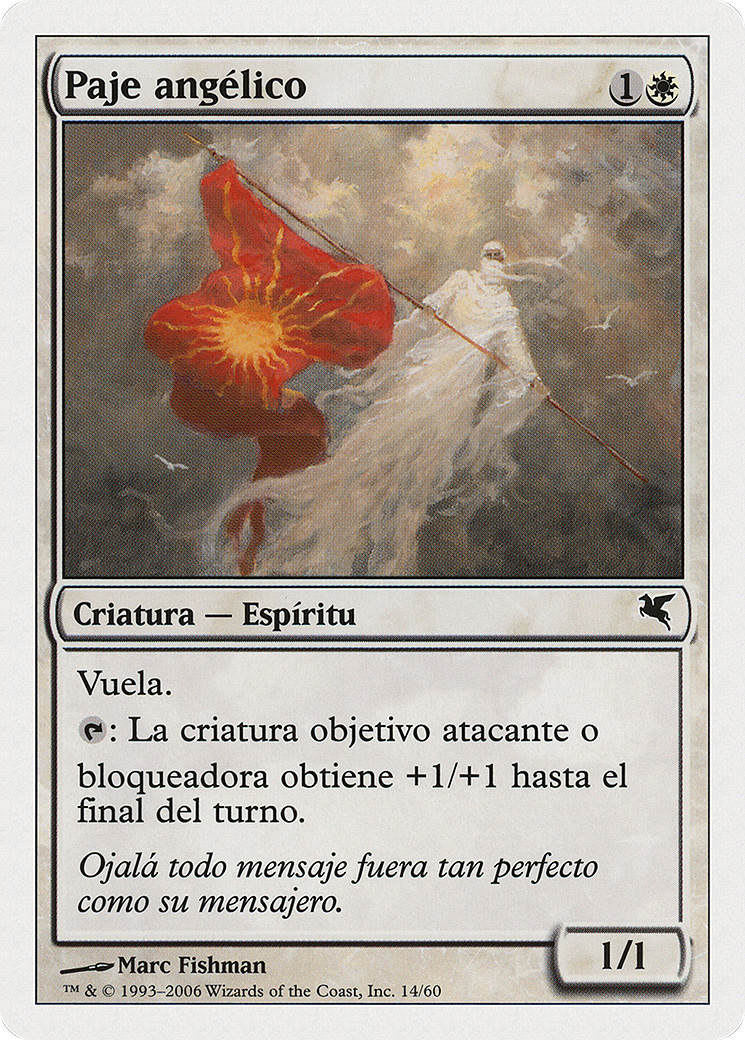 Paje angélico 1
Criatura — Espíritu
Vuela.
: La criatura objetivo atacante o
bloqueadora obtiene +1/+1 hasta el
final del turno.
Ojalá todo mensaje fuera tan perfecto
como su mensajero.
1/1
Marc Fishman
™ & © 1993–2006 Wizards of the Coast, Inc. 14/60